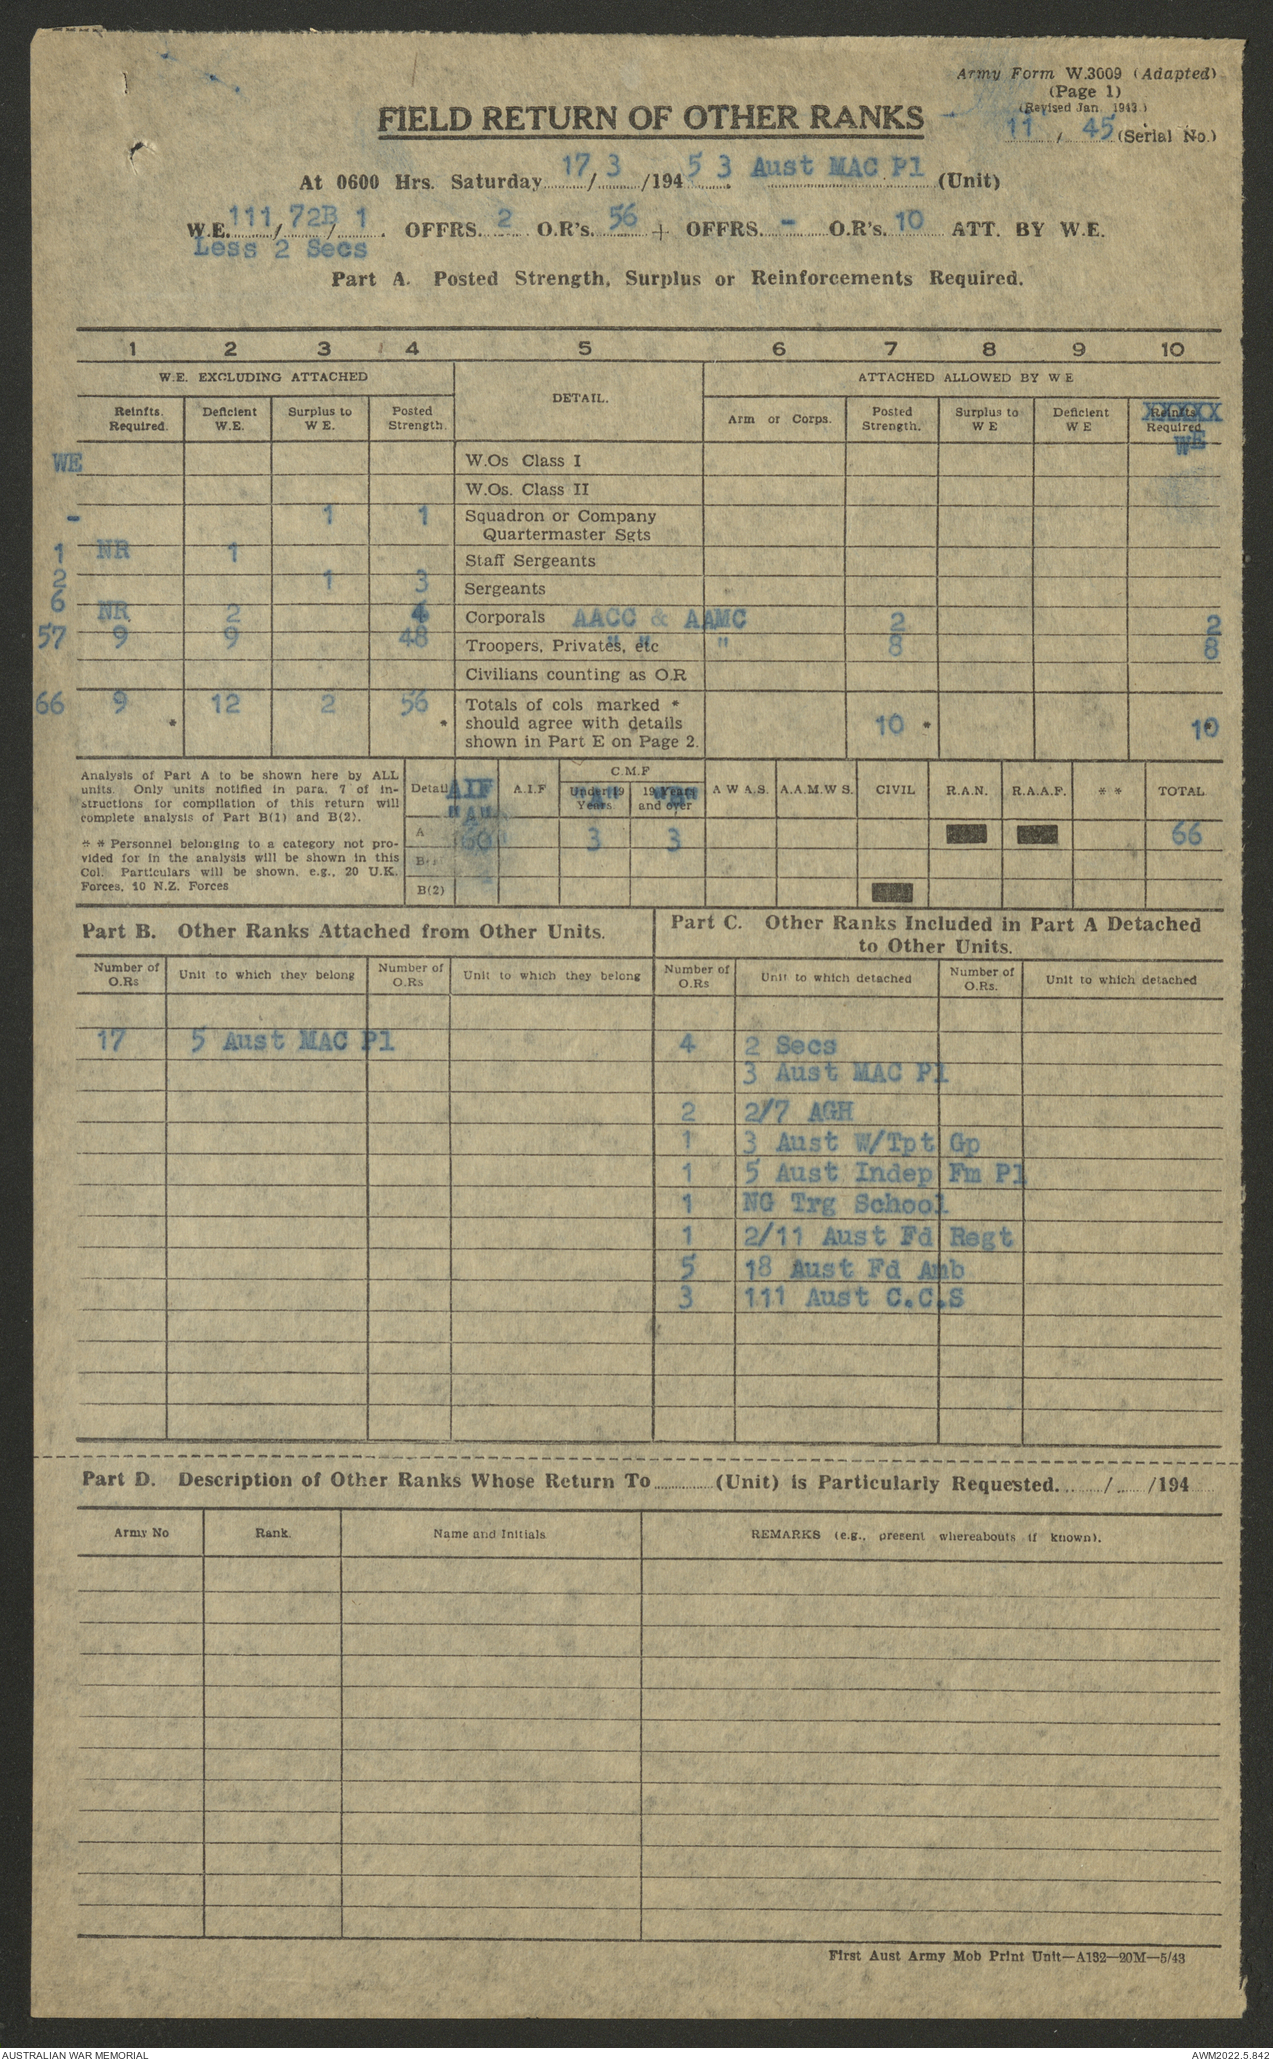 Army Form W.3009 (Adapted)
(Page 1)
(Revised Jan. 1943)
FIELD RETURN OF OTHER RANKS
11 / 45 (Serial No.)
At 0600 Hrs. Saturday 17 / 3 /194 5 3 Aust MAC Pl (Unit)
W.E. 111 / 72B / 1 . OFFRS. 2 O.R's. 56 + OFFRS. - O.R's. 10 ATT. BY W.E.
Less 2 Secs
Part A. Posted Strength, Surplus or Reinforcements Required.
1 2 3 4 5 6 7 8 9 10
W.E. EXCLUDING ATTACHED DETAIL. ATTACHED ALLOWED BY W E
Reinfts. Required. Deficient W.E. Surplus to W E. Posted Strength. Arm or Corps. Posted Strength. Surplus to W E Deficient W E Reinfts Required
XXXXXX
WE
WE W.Os Class I
W.Os. Class II
- 1 1 Squadron or Company
Quartermaster Sgts
1 NR 1 Staff Sergeants
2 1 3 Sergeants
6 NR 2 4 Corporals AACC & AAMC 2 2
57 9 9 48 Troopers, Privates, etc " " " 8 8
Civilians counting as O.R
66 9 * 12 2 56 * Totals of cols marked *
should agree with details
shown in Part E on Page 2. 10 * 10
Analysis of Part A to be shown here by ALL
units. Only units notified in para. 7 of in-
structions for compilation of this return will
complete analysis of Part B(1) and B(2).
* * Personnel belonging to a category not pro-
vided for in the analysis will be shown in this
Col. Particulars will be shown, e.g., 20 U.K.
Forces, 10 N.Z. Forces
Detail AIF A.I.F C.M.F A W A.S. A.A.M.W S. CIVIL R.A.N. R.A.A.F. * * TOTAL
Under 19 Years 19 Years and over
"A"
A 60 3 3 66
B(1)
B(2)
Part B. Other Ranks Attached from Other Units.
Part C. Other Ranks Included in Part A Detached
to Other Units.
Number of O.Rs Unit to which they belong Number of O.Rs Unit to which they belong Number of O.Rs Unit to which detached Number of O.Rs. Unit to which detached
17 5 Aust MAC Pl 4 2 Secs
3 Aust MAC Pl
2 2/7 AGH
1 3 Aust W/Tpt Gp
1 5 Aust Indep Fm Pl
1 NG Trg School
1 2/11 Aust Fd Regt
5 18 Aust Fd Amb
3 111 Aust C.C.S
Part D. Description of Other Ranks Whose Return To (Unit) is Particularly Requested. / /194
Army No Rank. Name and Initials REMARKS (e.g., present whereabouts if known).
First Aust Army Mob Print Unit—A132—20M—5/43
AUSTRALIAN WAR MEMORIAL AWM2022.5.842